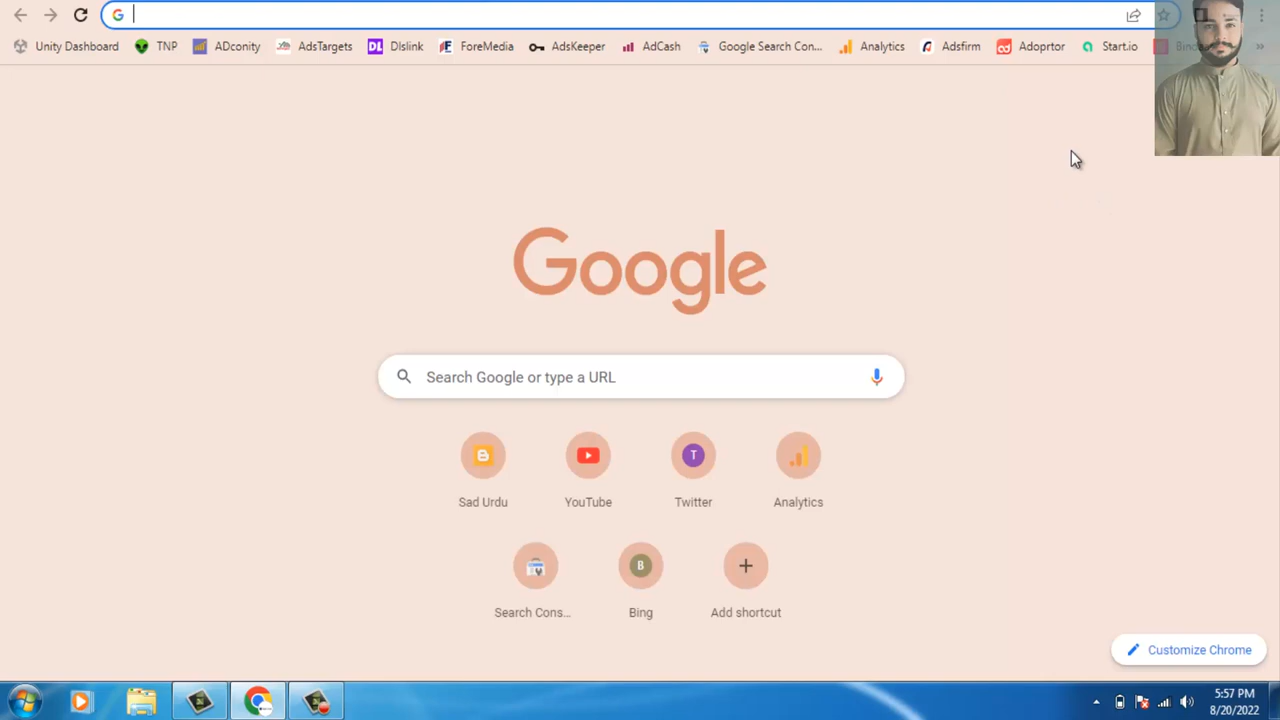 Unity Dashboard TNP ADconity AdsTargets Dlslink ForeMedia AdsKeeper AdCash Google Search Con... Analytics Adsfirm Adoprtor Start.io
Google
Search Google or type a URL
Sad Urdu YouTube Twitter Analytics
Search Cons... Bing Add shortcut
Customize Chrome
5:57 PM
8/20/2022